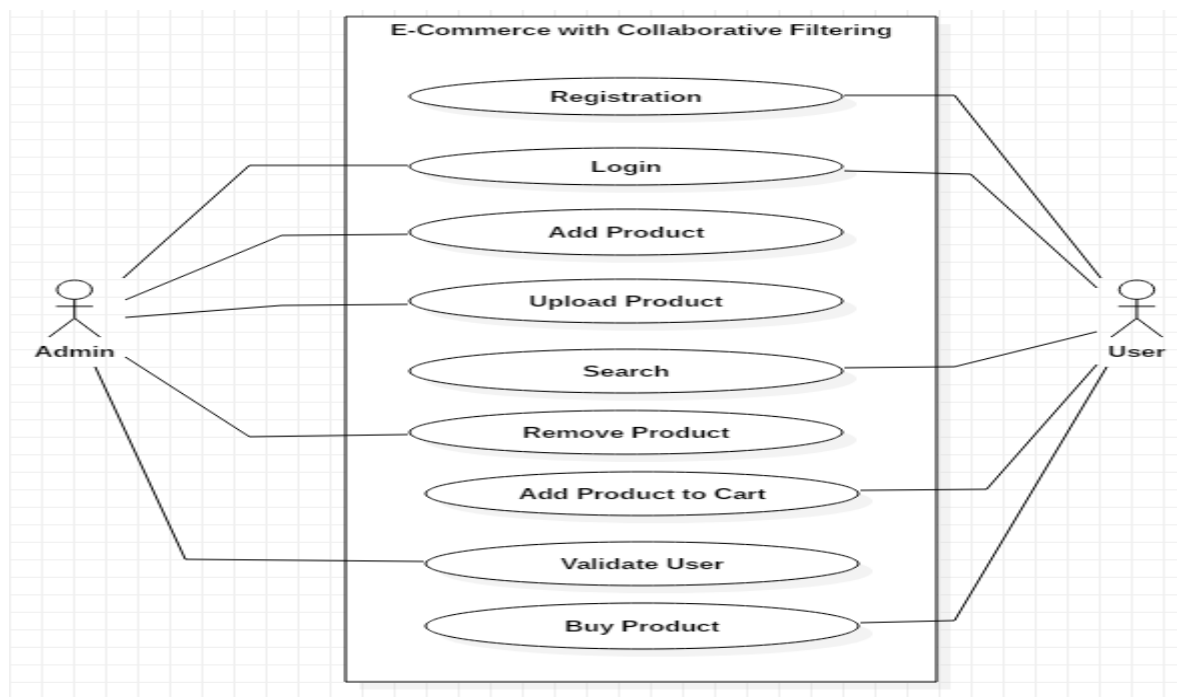 E-Commerce with Collaborative Filtering
Registration
Login
Add Product
Upload Product
Search
Admin
User
Remove Product
Add Product to Cart
Validate User
Buy Product